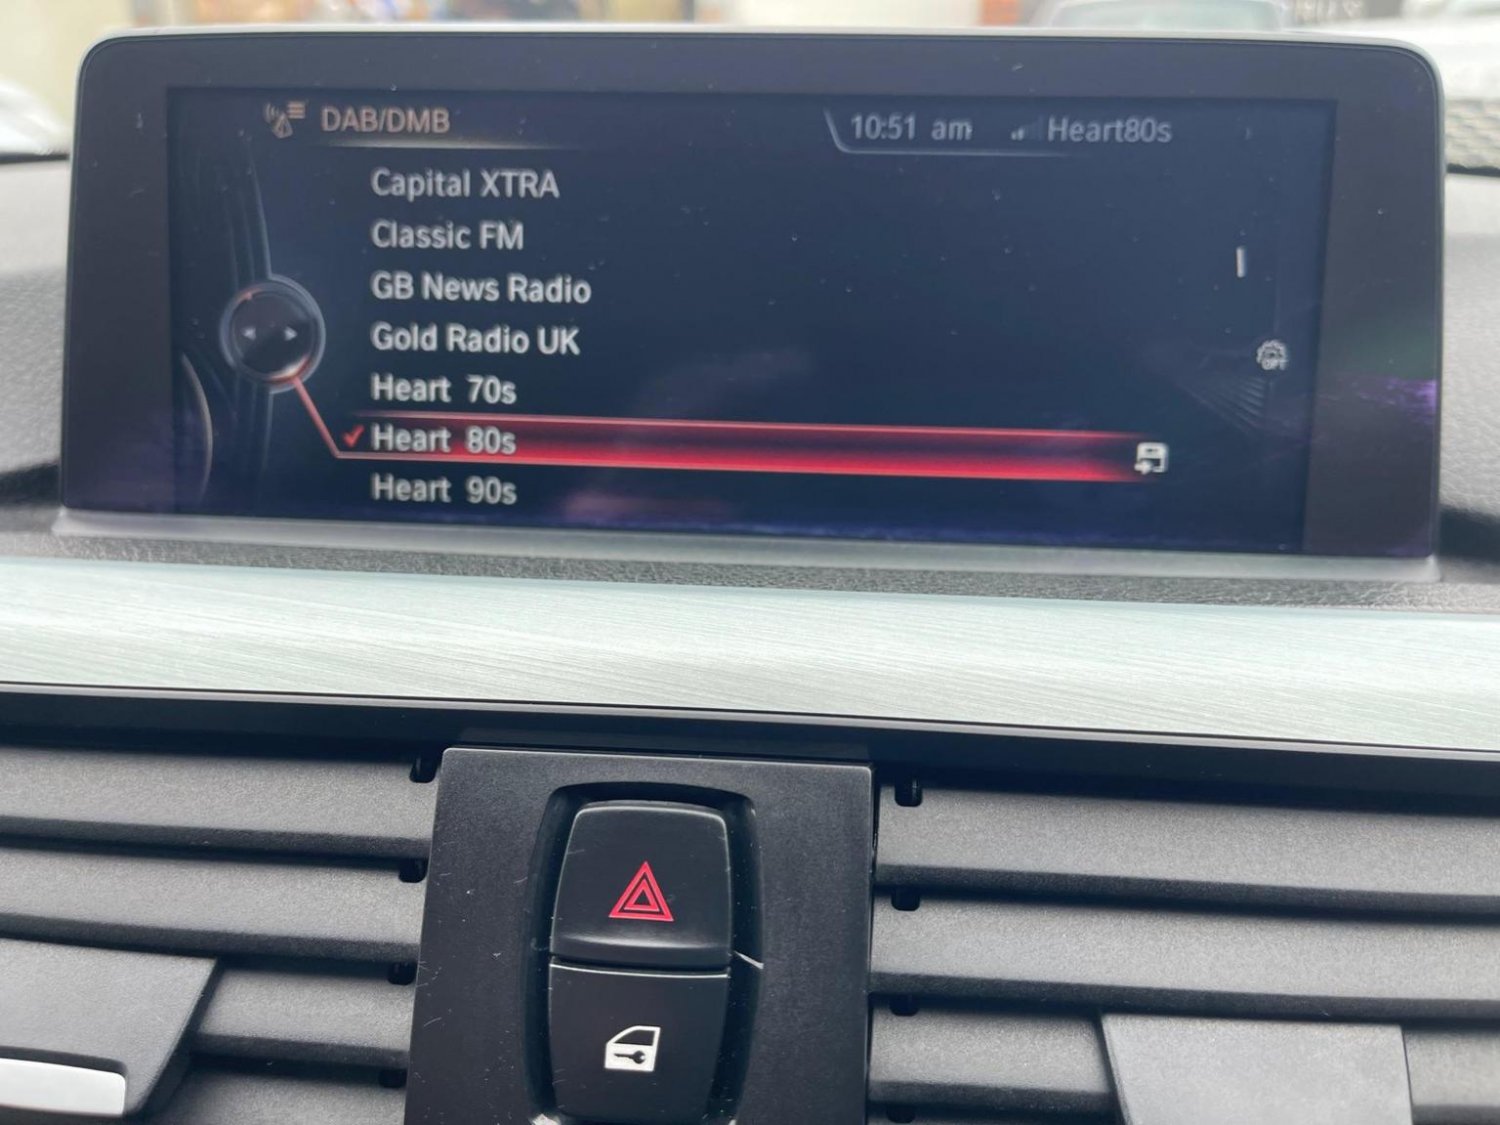 DAB/DMB
10:51 am Heart80s
Capital XTRA
Classic FM
GB News Radio
Gold Radio UK
Heart 70s
Heart 80s
Heart 90s
OPT